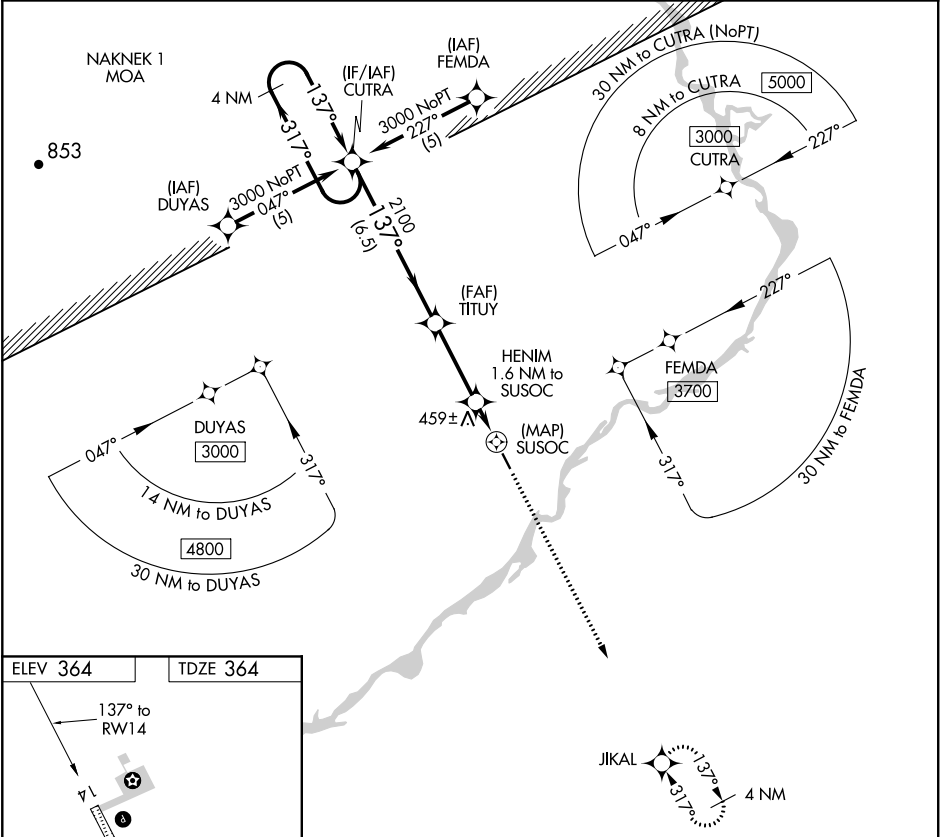 NAKNEK 1
MOA
853
4 NM
137°
317°
(IF/IAF)
CUTRA
(IAF)
FEMDA
3000 NoPT
227°
(5)
(IAF)
DUYAS
3000 NoPT
047°
(5)
2100
137°
(6.5)
(FAF)
TITUY
HENIM
1.6 NM to
SUSOC
459±
(MAP)
SUSOC
30 NM to CUTRA (NoPT)
5000
8 NM to CUTRA
3000
CUTRA
227°
047°
227°
FEMDA
3700
317°
30 NM to FEMDA
DUYAS
3000
047°
317°
14 NM to DUYAS
4800
30 NM to DUYAS
ELEV 364
TDZE 364
137° to
RW14
14
P
JIKAL
137°
317°
4 NM